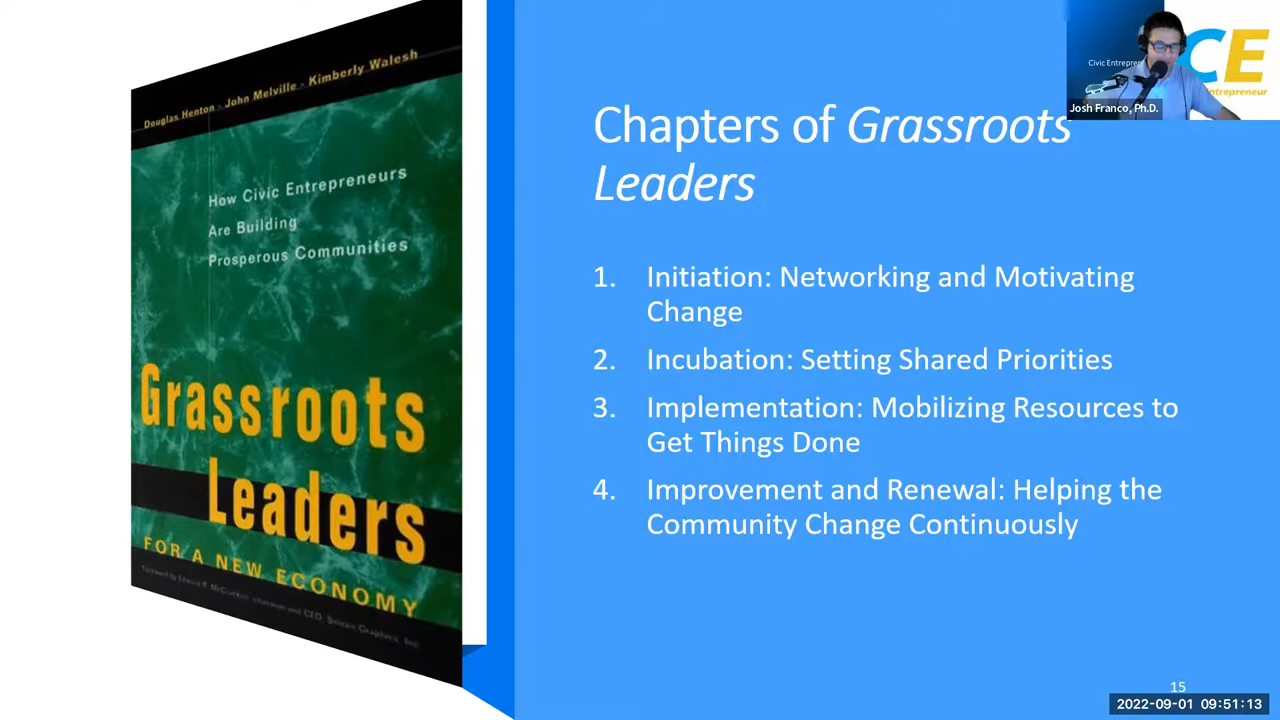 Douglas Henton · John Melville · Kimberly Walesh
How Civic Entrepreneurs
Are Building
Prosperous Communities
Grassroots
Leaders
FOR A NEW ECONOMY
Chapters of Grassroots
Leaders
1. Initiation: Networking and Motivating
Change
2. Incubation: Setting Shared Priorities
3. Implementation: Mobilizing Resources to
Get Things Done
4. Improvement and Renewal: Helping the
Community Change Continuously
Civic Entrepre
CE
Josh Franco, Ph.D.
15
2022-09-01 09:51:13